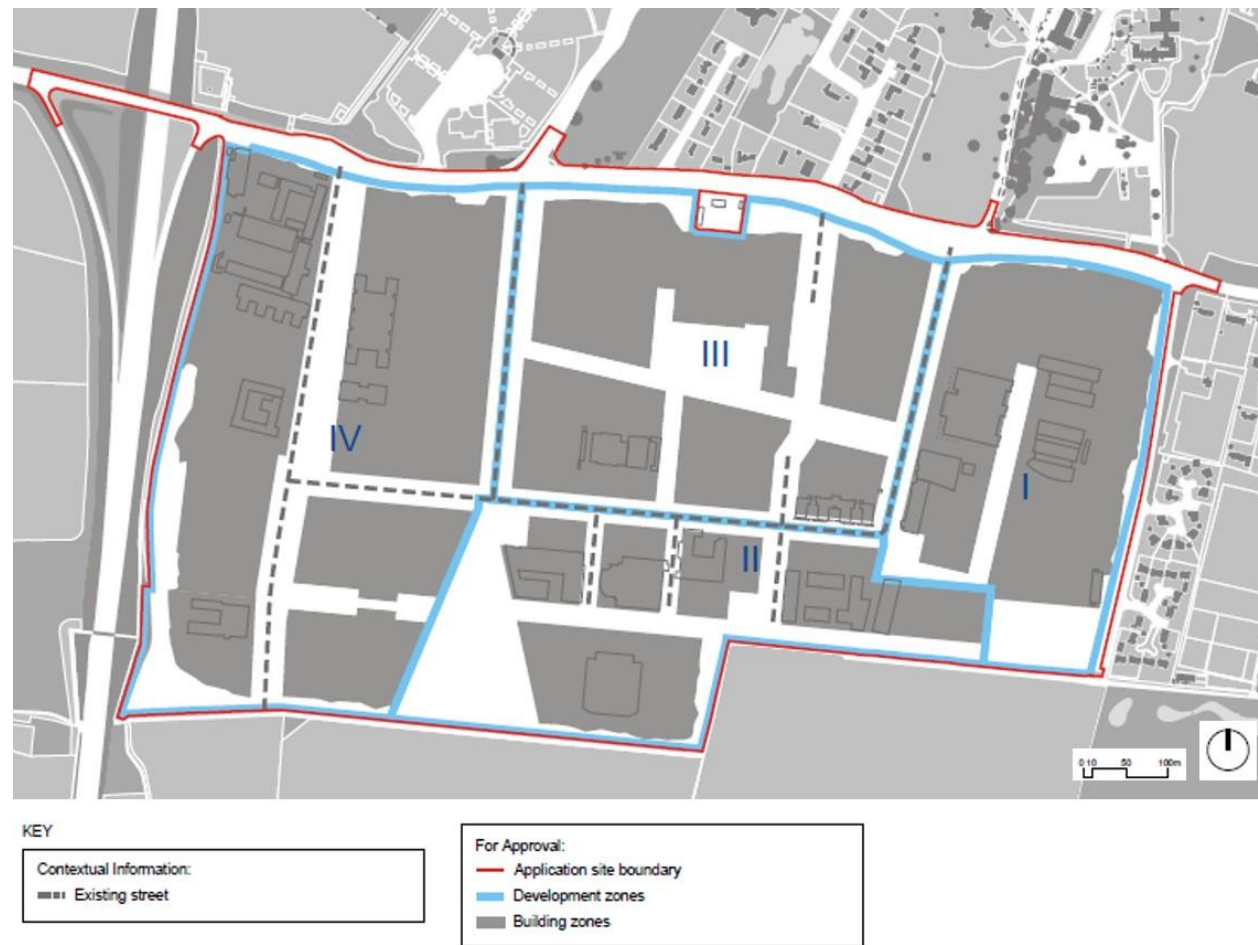 III
IV
I
II
0 10 50 100m
KEY
Contextual Information:
Existing street
For Approval:
Application site boundary
Development zones
Building zones